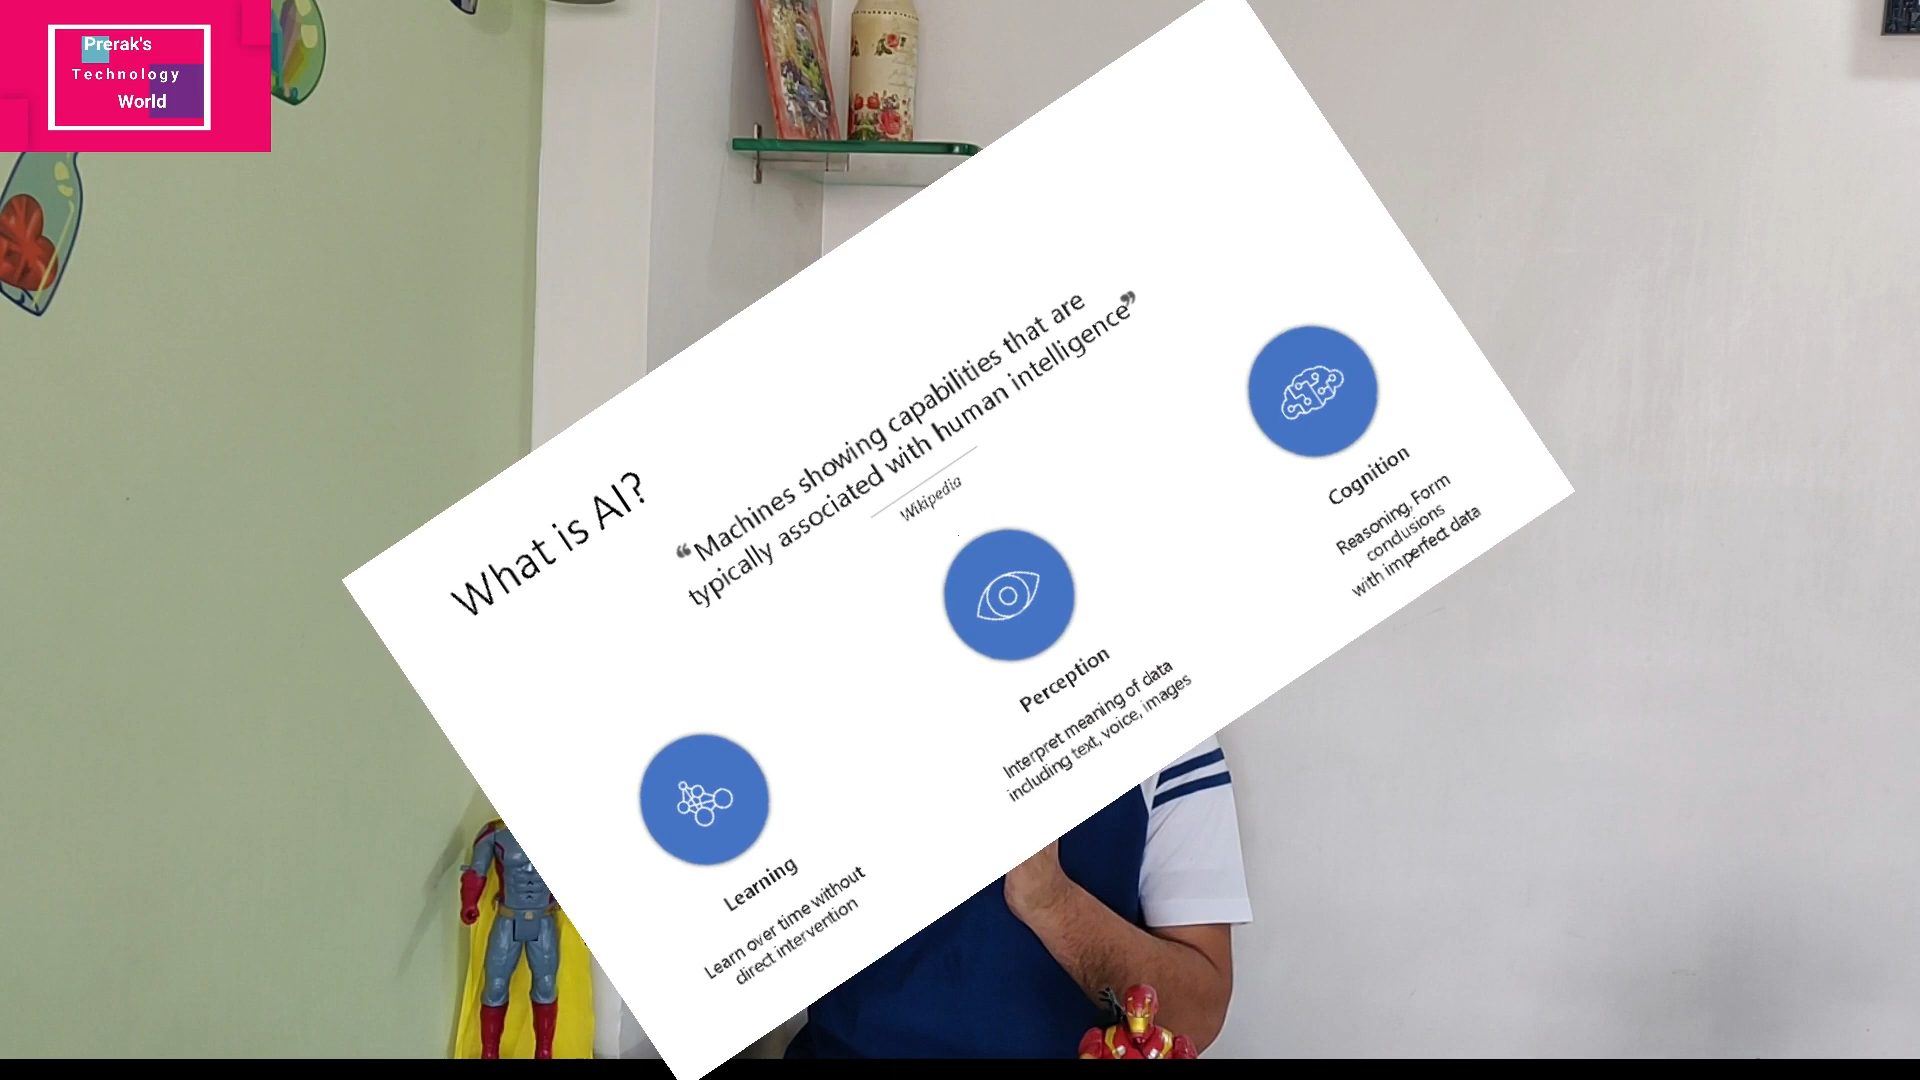 Prerak's
Technology
World
What is AI?
“Machines showing capabilities that are
typically associated with human intelligence”
Wikipedia
Learning
Learn over time without
direct intervention
Perception
Interpret meaning of data
including text, voice, images
Cognition
Reasoning, Form
conclusions
with imperfect data